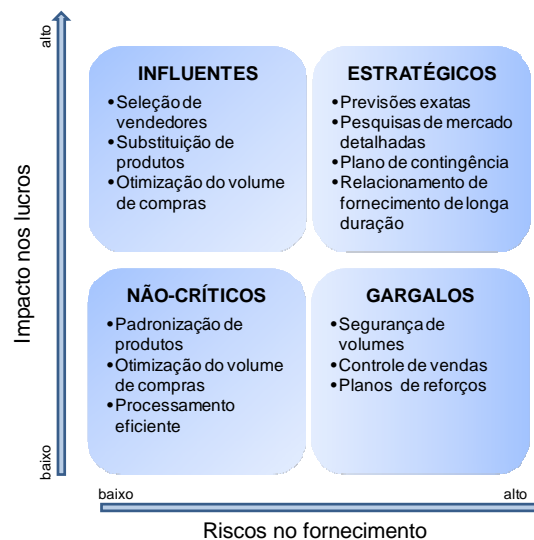 alto
Impacto nos lucros
baixo
INFLUENTES
•Seleção de
vendedores
•Substituição de
produtos
•Otimização do volume
de compras
ESTRATÉGICOS
•Previsões exatas
•Pesquisas de mercado
detalhadas
•Plano de contingência
•Relacionamento de
fornecimento de longa
duração
NÃO-CRÍTICOS
•Padronização de
produtos
•Otimização do volume
de compras
•Processamento
eficiente
GARGALOS
•Segurança de
volumes
•Controle de vendas
•Planos de reforços
baixo
alto
Riscos no fornecimento